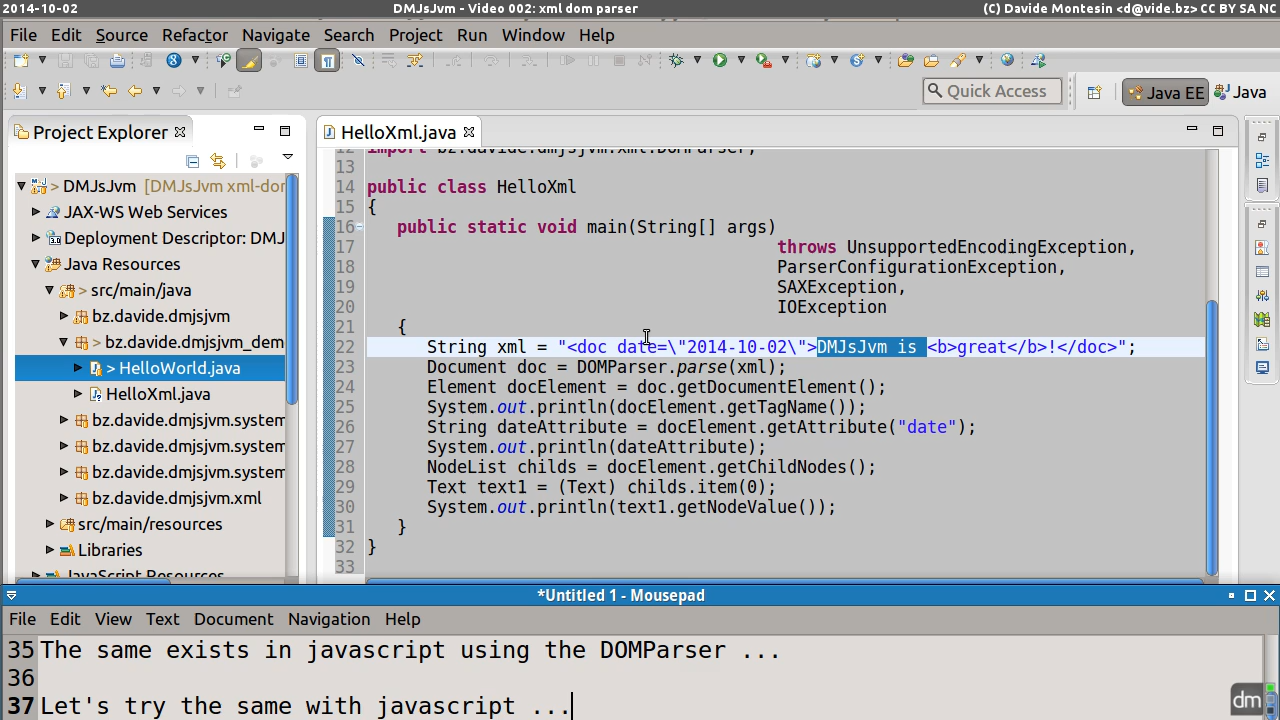 2014-10-02 DMJsJvm - Video 002: xml dom parser (C) Davide Montesin <d@vide.bz> CC BY SA NC
File Edit Source Refactor Navigate Search Project Run Window Help
Quick Access Java EE Java
Project Explorer
HelloXml.java
DMJsJvm [DMJsJvm xml-dor
JAX-WS Web Services
Deployment Descriptor: DMJ
Java Resources
src/main/java
bz.davide.dmjsjvm
bz.davide.dmjsjvm_dem
HelloWorld.java
HelloXml.java
bz.davide.dmjsjvm.system
bz.davide.dmjsjvm.system
bz.davide.dmjsjvm.system
bz.davide.dmjsjvm.xml
src/main/resources
Libraries
JavaScript Resources
12 import bz.davide.dmjsjvm.xml.DOMParser;
13
14 public class HelloXml
15 {
16 public static void main(String[] args)
17 throws UnsupportedEncodingException,
18 ParserConfigurationException,
19 SAXException,
20 IOException
21 {
22 String xml = "<doc date=\"2014-10-02\">DMJsJvm is <b>great</b>!</doc>";
23 Document doc = DOMParser.parse(xml);
24 Element docElement = doc.getDocumentElement();
25 System.out.println(docElement.getTagName());
26 String dateAttribute = docElement.getAttribute("date");
27 System.out.println(dateAttribute);
28 NodeList childs = docElement.getChildNodes();
29 Text text1 = (Text) childs.item(0);
30 System.out.println(text1.getNodeValue());
31 }
32 }
33
*Untitled 1 - Mousepad
File Edit View Text Document Navigation Help
35 The same exists in javascript using the DOMParser ...
36
37 Let's try the same with javascript ...
dm